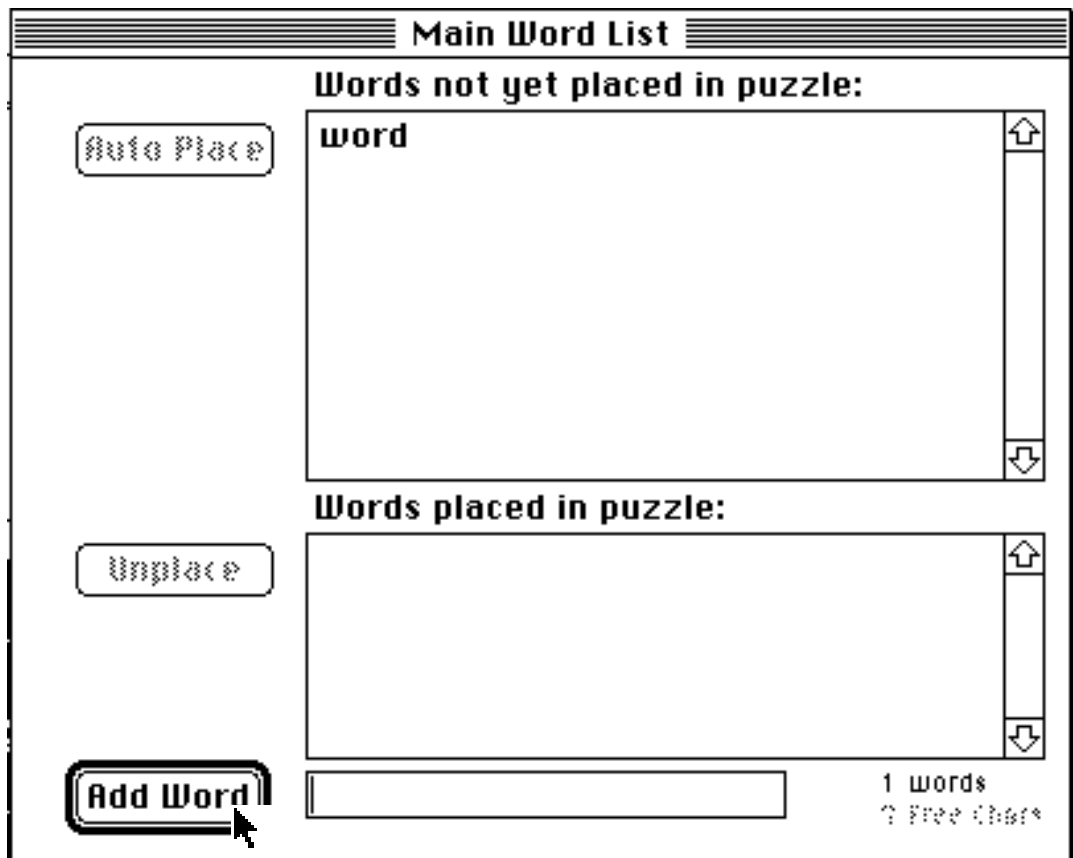 Main Word List
Words not yet placed in puzzle:
Auto Place
word
Words placed in puzzle:
Unplace
Add Word
1 words
? Free Chars